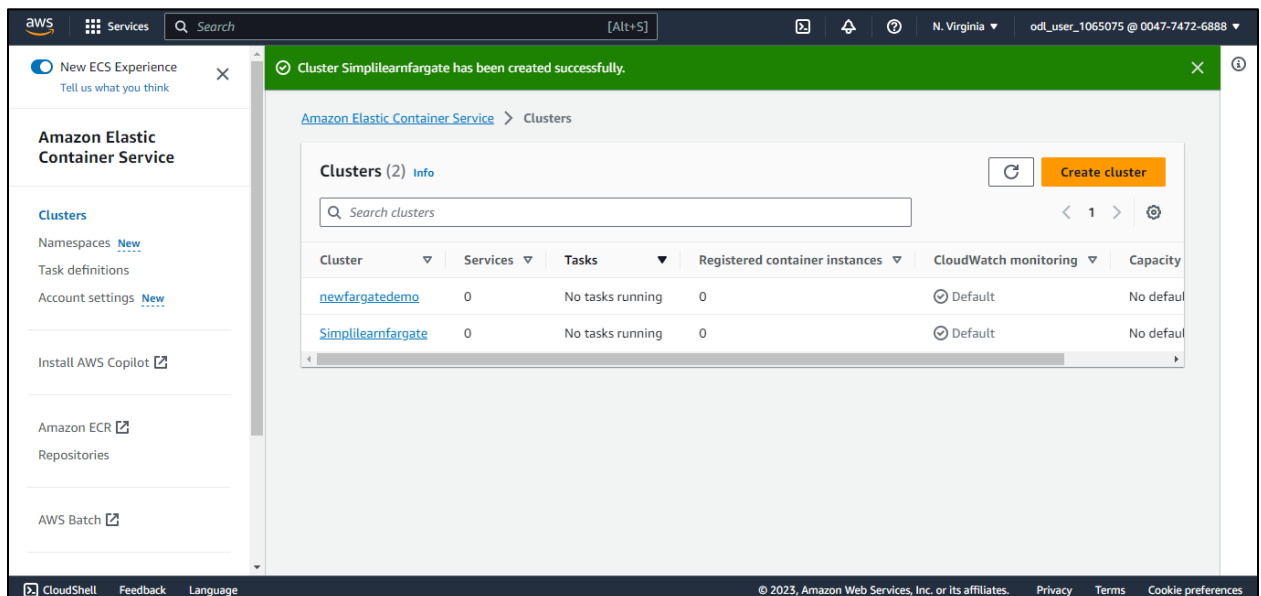 aws
Services
Search
[Alt+S]
N. Virginia
odl_user_1065075 @ 0047-7472-6888
New ECS Experience
Tell us what you think
Amazon Elastic
Container Service
Clusters
Namespaces New
Task definitions
Account settings New
Install AWS Copilot
Amazon ECR
Repositories
AWS Batch
Cluster Simplilearnfargate has been created successfully.
Amazon Elastic Container Service > Clusters
Clusters (2) Info
Create cluster
Search clusters
1
Cluster Services Tasks Registered container instances CloudWatch monitoring Capacity
newfargatedemo 0 No tasks running 0 Default No defaul
Simplilearnfargate 0 No tasks running 0 Default No defaul
CloudShell Feedback Language
© 2023, Amazon Web Services, Inc. or its affiliates. Privacy Terms Cookie preferences